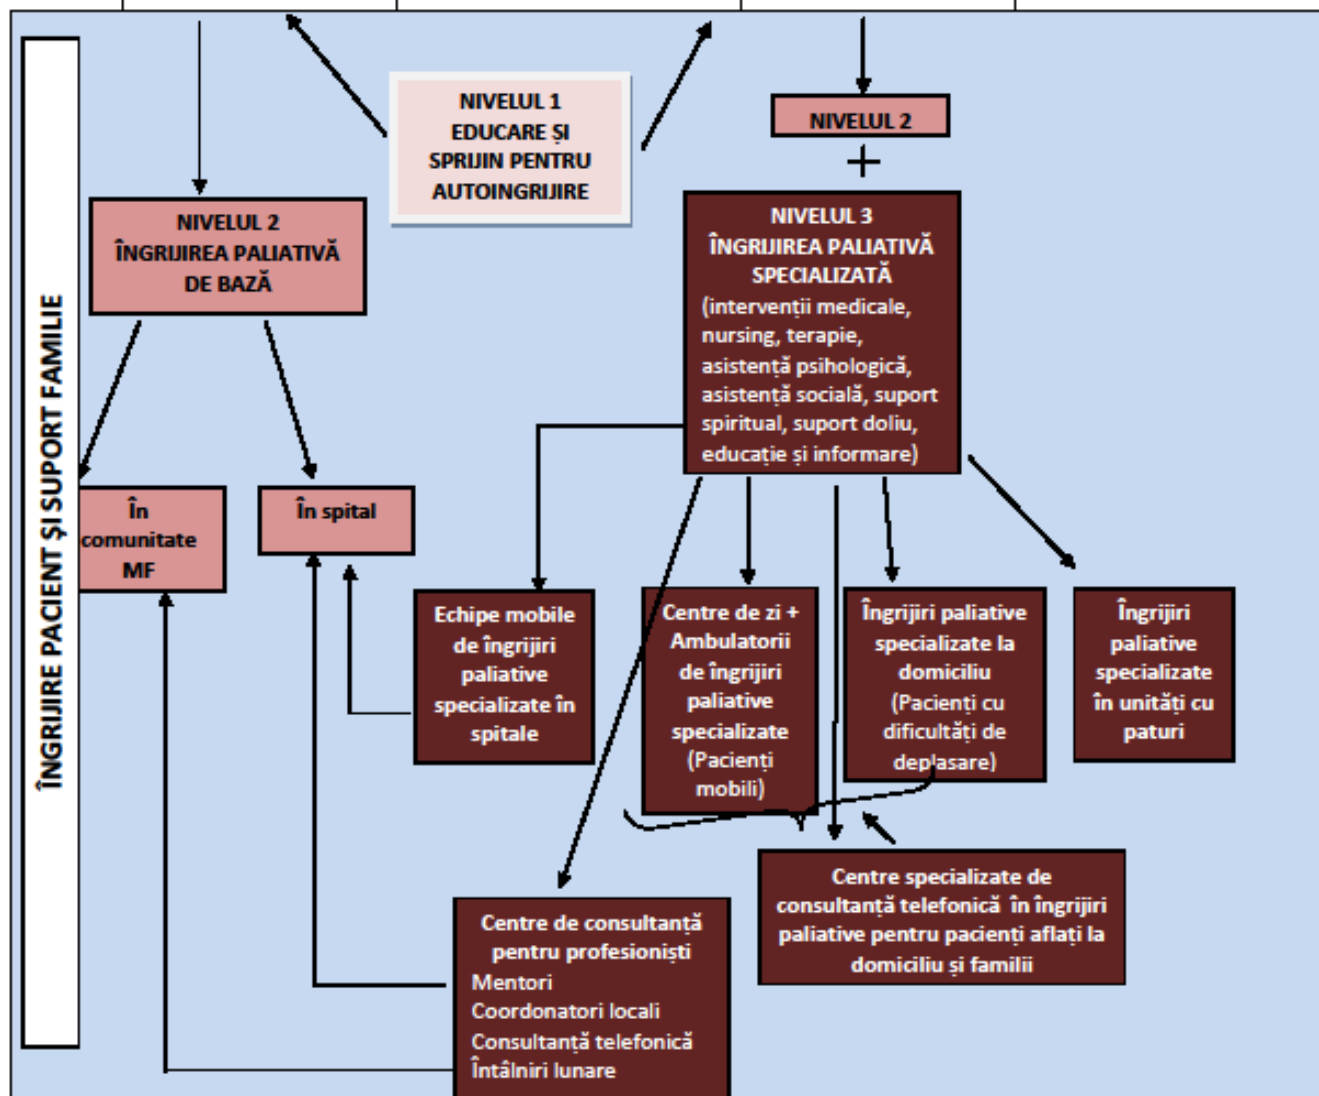 ÎNGRIJIRE PACIENT ŞI SUPORT FAMILIE
NIVELUL 1
EDUCARE ȘI
SPRIJIN PENTRU
AUTOINGRIJIRE
NIVELUL 2
+
NIVELUL 2
ÎNGRIJIREA PALIATIVĂ
DE BAZĂ
NIVELUL 3
ÎNGRIJIREA PALIATIVĂ
SPECIALIZATĂ
(intervenții medicale,
nursing, terapie,
asistență psihologică,
asistență socială, suport
spiritual, suport doliu,
educație și informare)
În
comunitate
MF
În spital
Echipe mobile
de îngrijiri
paliative
specializate în
spitale
Centre de zi +
Ambulatorii
de îngrijiri
paliative
specializate
(Pacienți
mobili)
Îngrijiri paliative
specializate la
domiciliu
(Pacienți cu
dificultăți de
deplasare)
Îngrijiri
paliative
specializate
în unități cu
paturi
Centre de consultanță
pentru profesioniști
Mentori
Coordonatori locali
Consultanță telefonică
Întâlniri lunare
Centre specializate de
consultanță telefonică în îngrijiri
paliative pentru pacienți aflați la
domiciliu și familii